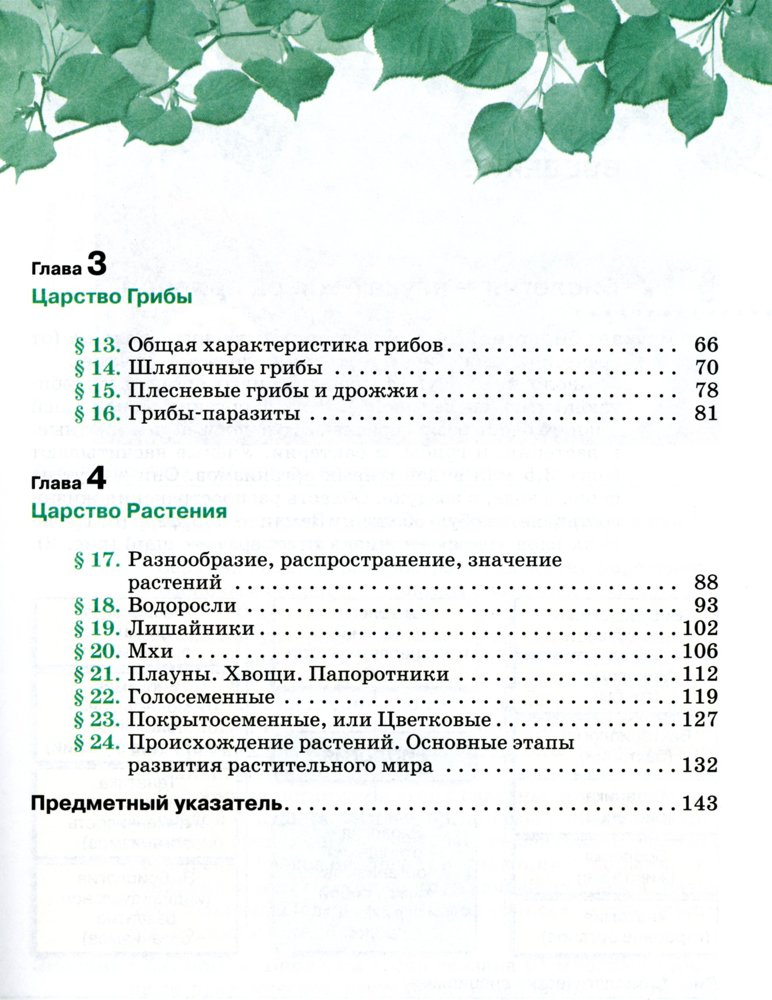 Глава 3
Царство Грибы
§ 13. Общая характеристика грибов. . . . . . . . . . . . . . . . . . . 66
§ 14. Шляпочные грибы . . . . . . . . . . . . . . . . . . . . . . . . . . . . 70
§ 15. Плесневые грибы и дрожжи. . . . . . . . . . . . . . . . . . . . . 78
§ 16. Грибы-паразиты . . . . . . . . . . . . . . . . . . . . . . . . . . . . . . 81
Глава 4
Царство Растения
§ 17. Разнообразие, распространение, значение
растений . . . . . . . . . . . . . . . . . . . . . . . . . . . . . . . . . . . . 88
§ 18. Водоросли . . . . . . . . . . . . . . . . . . . . . . . . . . . . . . . . . . . 93
§ 19. Лишайники . . . . . . . . . . . . . . . . . . . . . . . . . . . . . . . . . . 102
§ 20. Мхи . . . . . . . . . . . . . . . . . . . . . . . . . . . . . . . . . . . . . . . . 106
§ 21. Плауны. Хвощи. Папоротники . . . . . . . . . . . . . . . . . . 112
§ 22. Голосеменные . . . . . . . . . . . . . . . . . . . . . . . . . . . . . . . . 119
§ 23. Покрытосеменные, или Цветковые. . . . . . . . . . . . . . . 127
§ 24. Происхождение растений. Основные этапы
развития растительного мира . . . . . . . . . . . . . . . . . . . 132
Предметный указатель. . . . . . . . . . . . . . . . . . . . . . . . . . . . . . . . 143